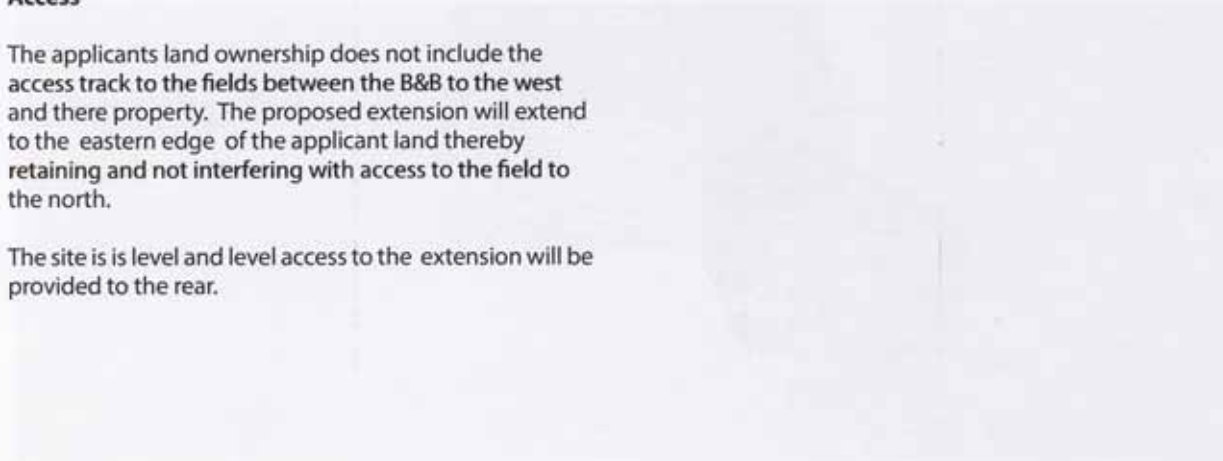 Access
The applicants land ownership does not include the
access track to the fields between the B&B to the west
and there property. The proposed extension will extend
to the eastern edge of the applicant land thereby
retaining and not interfering with access to the field to
the north.
The site is is level and level access to the extension will be
provided to the rear.